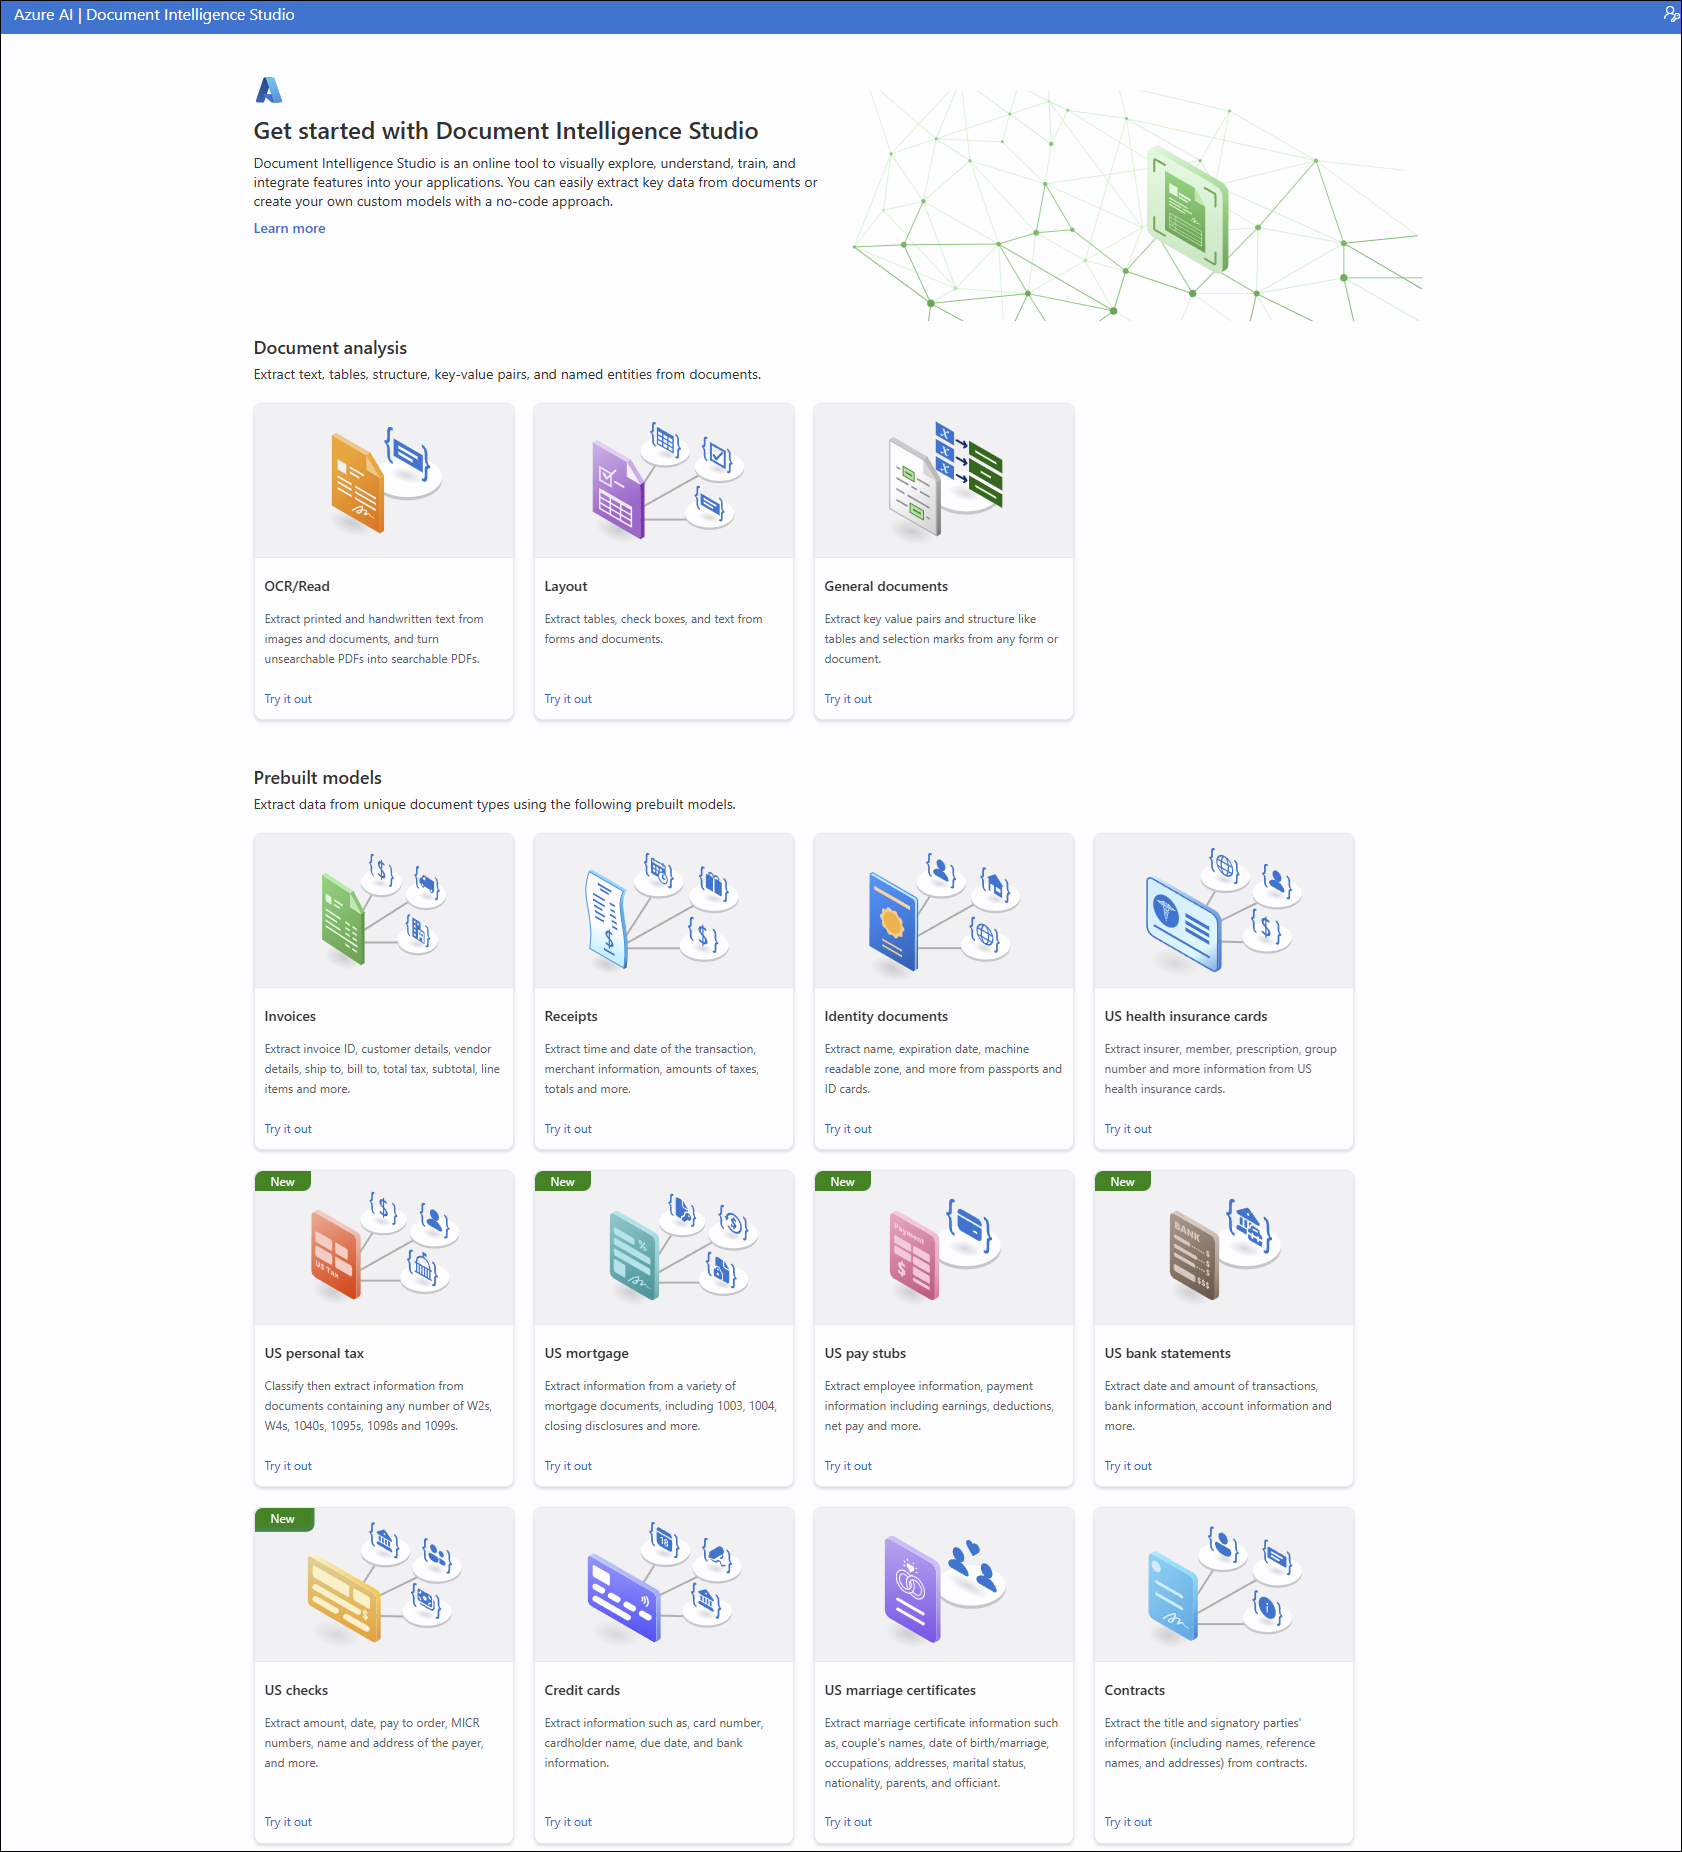 Azure AI | Document Intelligence Studio
Get started with Document Intelligence Studio
Document Intelligence Studio is an online tool to visually explore, understand, train, and
integrate features into your applications. You can easily extract key data from documents or
create your own custom models with a no-code approach.
Learn more
Document analysis
Extract text, tables, structure, key-value pairs, and named entities from documents.
OCR/Read
Extract printed and handwritten text from
images and documents, and turn
unsearchable PDFs into searchable PDFs.
Try it out
Layout
Extract tables, check boxes, and text from
forms and documents.
Try it out
X
X
X
General documents
Extract key value pairs and structure like
tables and selection marks from any form or
document.
Try it out
Prebuilt models
Extract data from unique document types using the following prebuilt models.
$
Invoices
Extract invoice ID, customer details, vendor
details, ship to, bill to, total tax, subtotal, line
items and more.
Try it out
$
$
Receipts
Extract time and date of the transaction,
merchant information, amounts of taxes,
totals and more.
Try it out
Identity documents
Extract name, expiration date, machine
readable zone, and more from passports and
ID cards.
Try it out
$
US health insurance cards
Extract insurer, member, prescription, group
number and more information from US
health insurance cards.
Try it out
New
$
US Tax
US personal tax
Classify then extract information from
documents containing any number of W2s,
W4s, 1040s, 1095s, 1098s and 1099s.
Try it out
New
$
%
US mortgage
Extract information from a variety of
mortgage documents, including 1003, 1004,
closing disclosures and more.
Try it out
New
Payment
$
US pay stubs
Extract employee information, payment
information including earnings, deductions,
net pay and more.
Try it out
New
BANK
$
$
$
$$$
US bank statements
Extract date and amount of transactions,
bank information, account information and
more.
Try it out
New
$
US checks
Extract amount, date, pay to order, MICR
numbers, name and address of the payer,
and more.
Try it out
18
Credit cards
Extract information such as, card number,
cardholder name, due date, and bank
information.
Try it out
US marriage certificates
Extract marriage certificate information such
as, couple's names, date of birth/marriage,
occupations, addresses, marital status,
nationality, parents, and officiant.
Try it out
i
Contracts
Extract the title and signatory parties'
information (including names, reference
names, and addresses) from contracts.
Try it out